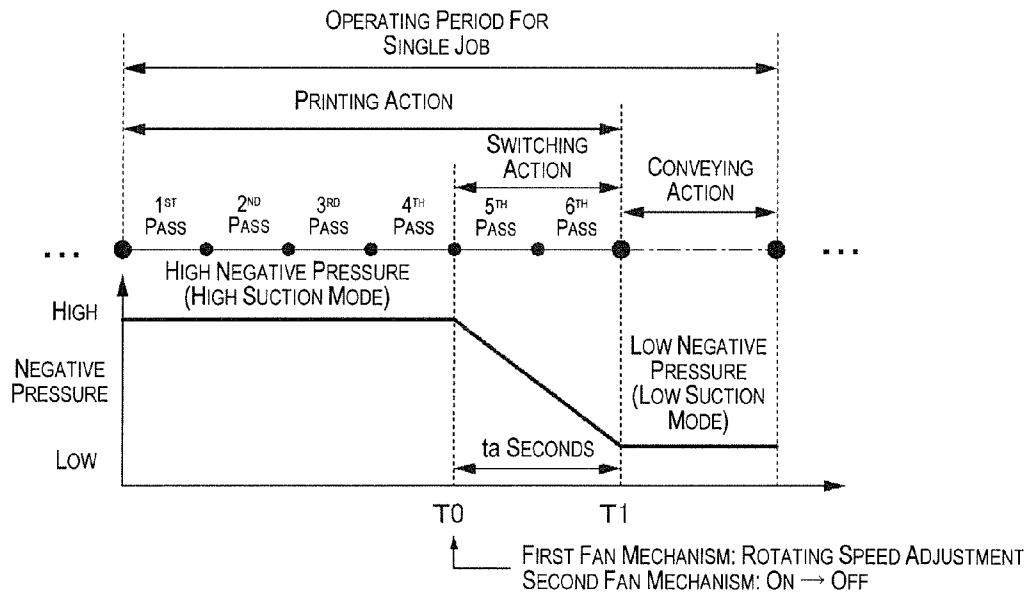 OPERATING PERIOD FOR
SINGLE JOB
PRINTING ACTION
SWITCHING
ACTION
CONVEYING
ACTION
1ST
PASS
2ND
PASS
3RD
PASS
4TH
PASS
5TH
PASS
6TH
PASS
... ...
HIGH NEGATIVE PRESSURE
(HIGH SUCTION MODE)
HIGH
NEGATIVE
PRESSURE
LOW
LOW NEGATIVE
PRESSURE
(LOW SUCTION
MODE)
ta SECONDS
T0 T1
FIRST FAN MECHANISM: ROTATING SPEED ADJUSTMENT
SECOND FAN MECHANISM: ON → OFF